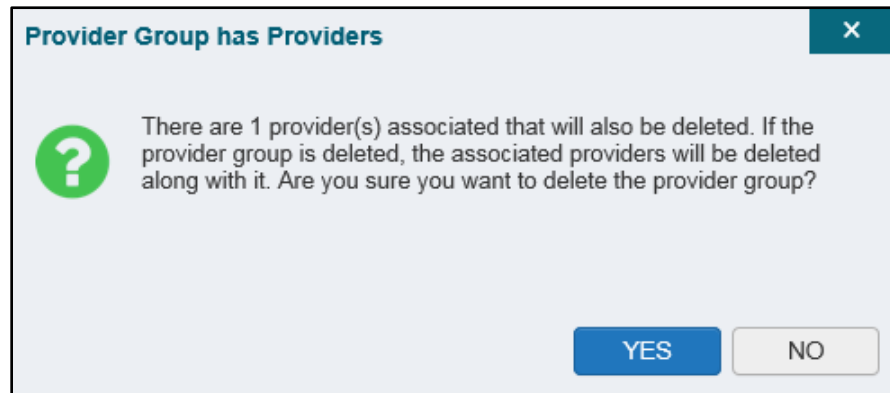 Provider Group has Providers
There are 1 provider(s) associated that will also be deleted. If the
provider group is deleted, the associated providers will be deleted
along with it. Are you sure you want to delete the provider group?
YES NO